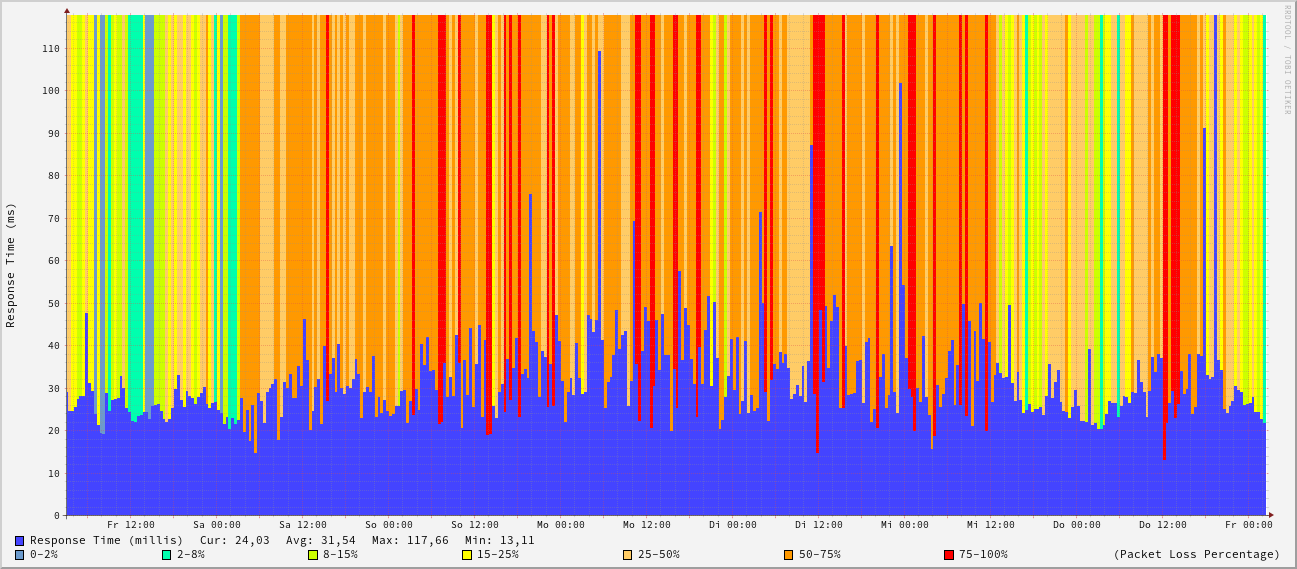 RRDTOOL / TOBI OETIKER
Response Time (ms)
110
100
90
80
70
60
50
40
30
20
10
0
Fr 12:00 Sa 00:00 Sa 12:00 So 00:00 So 12:00 Mo 00:00 Mo 12:00 Di 00:00 Di 12:00 Mi 00:00 Mi 12:00 Do 00:00 Do 12:00 Fr 00:00
Response Time (millis) Cur: 24,03 Avg: 31,54 Max: 117,66 Min: 13,11
0-2% 2-8% 8-15% 15-25% 25-50% 50-75% 75-100% (Packet Loss Percentage)